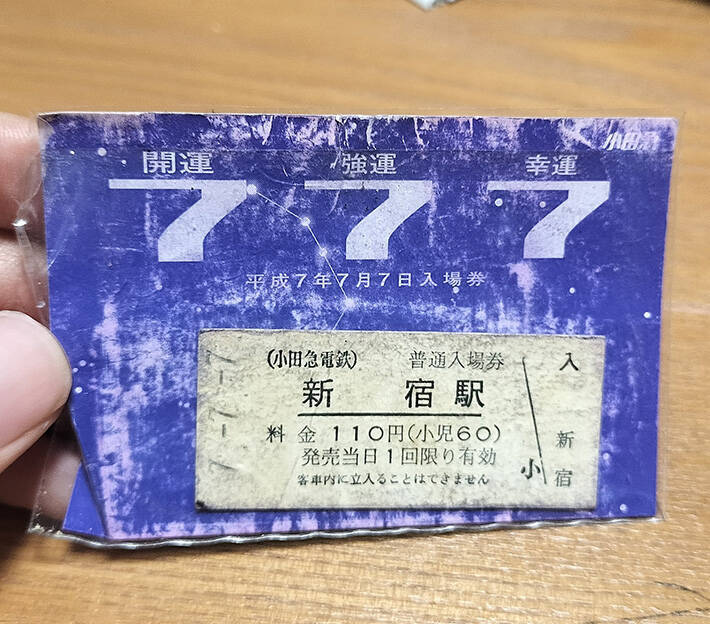 小田急
開運 強運 幸運
7 7 7
平成7年7月7日入場券
7.-7.-7
(小田急電鉄) 普通入場券
新宿駅
料金110円(小児60)
発売当日1回限り有効
客車内に立入ることはできません
入
新宿
小